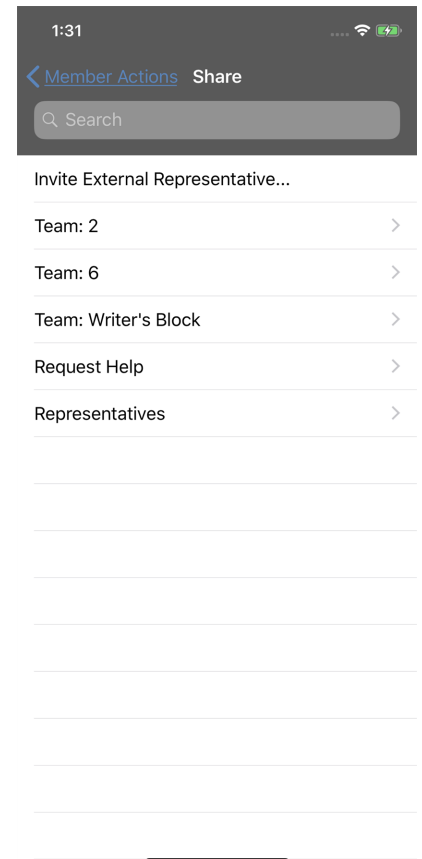 1:31
Member Actions Share
Search
Invite External Representative...
Team: 2
Team: 6
Team: Writer's Block
Request Help
Representatives